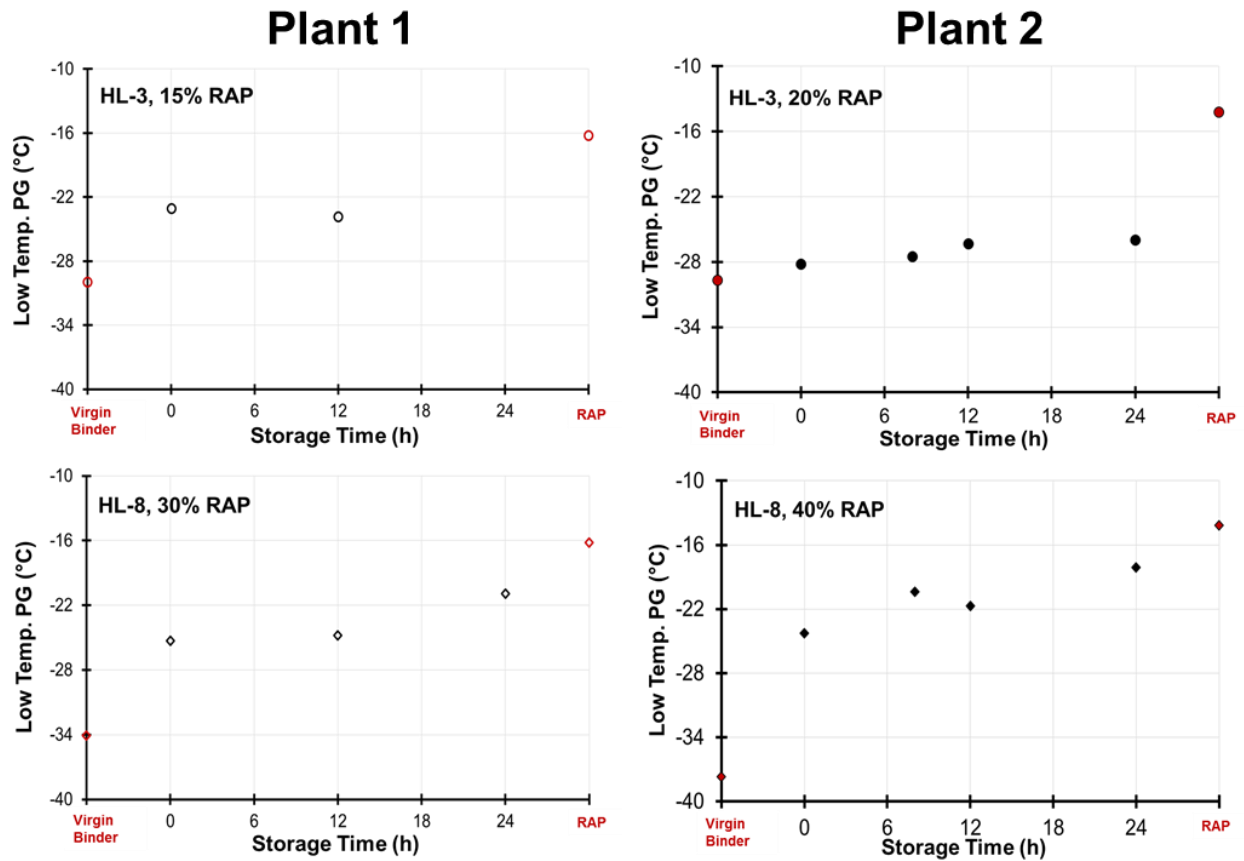 Plant 1
Plant 2
HL-3, 15% RAP
Low Temp. PG (°C)
-10
-16
-22
-28
-34
-40
Virgin
Binder
0
6
12
18
24
RAP
Storage Time (h)
HL-3, 20% RAP
Low Temp. PG (°C)
-10
-16
-22
-28
-34
-40
Virgin
Binder
0
6
12
18
24
RAP
Storage Time (h)
HL-8, 30% RAP
Low Temp. PG (°C)
-10
-16
-22
-28
-34
-40
Virgin
Binder
0
6
12
18
24
RAP
Storage Time (h)
HL-8, 40% RAP
Low Temp. PG (°C)
-10
-16
-22
-28
-34
-40
Virgin
Binder
0
6
12
18
24
RAP
Storage Time (h)